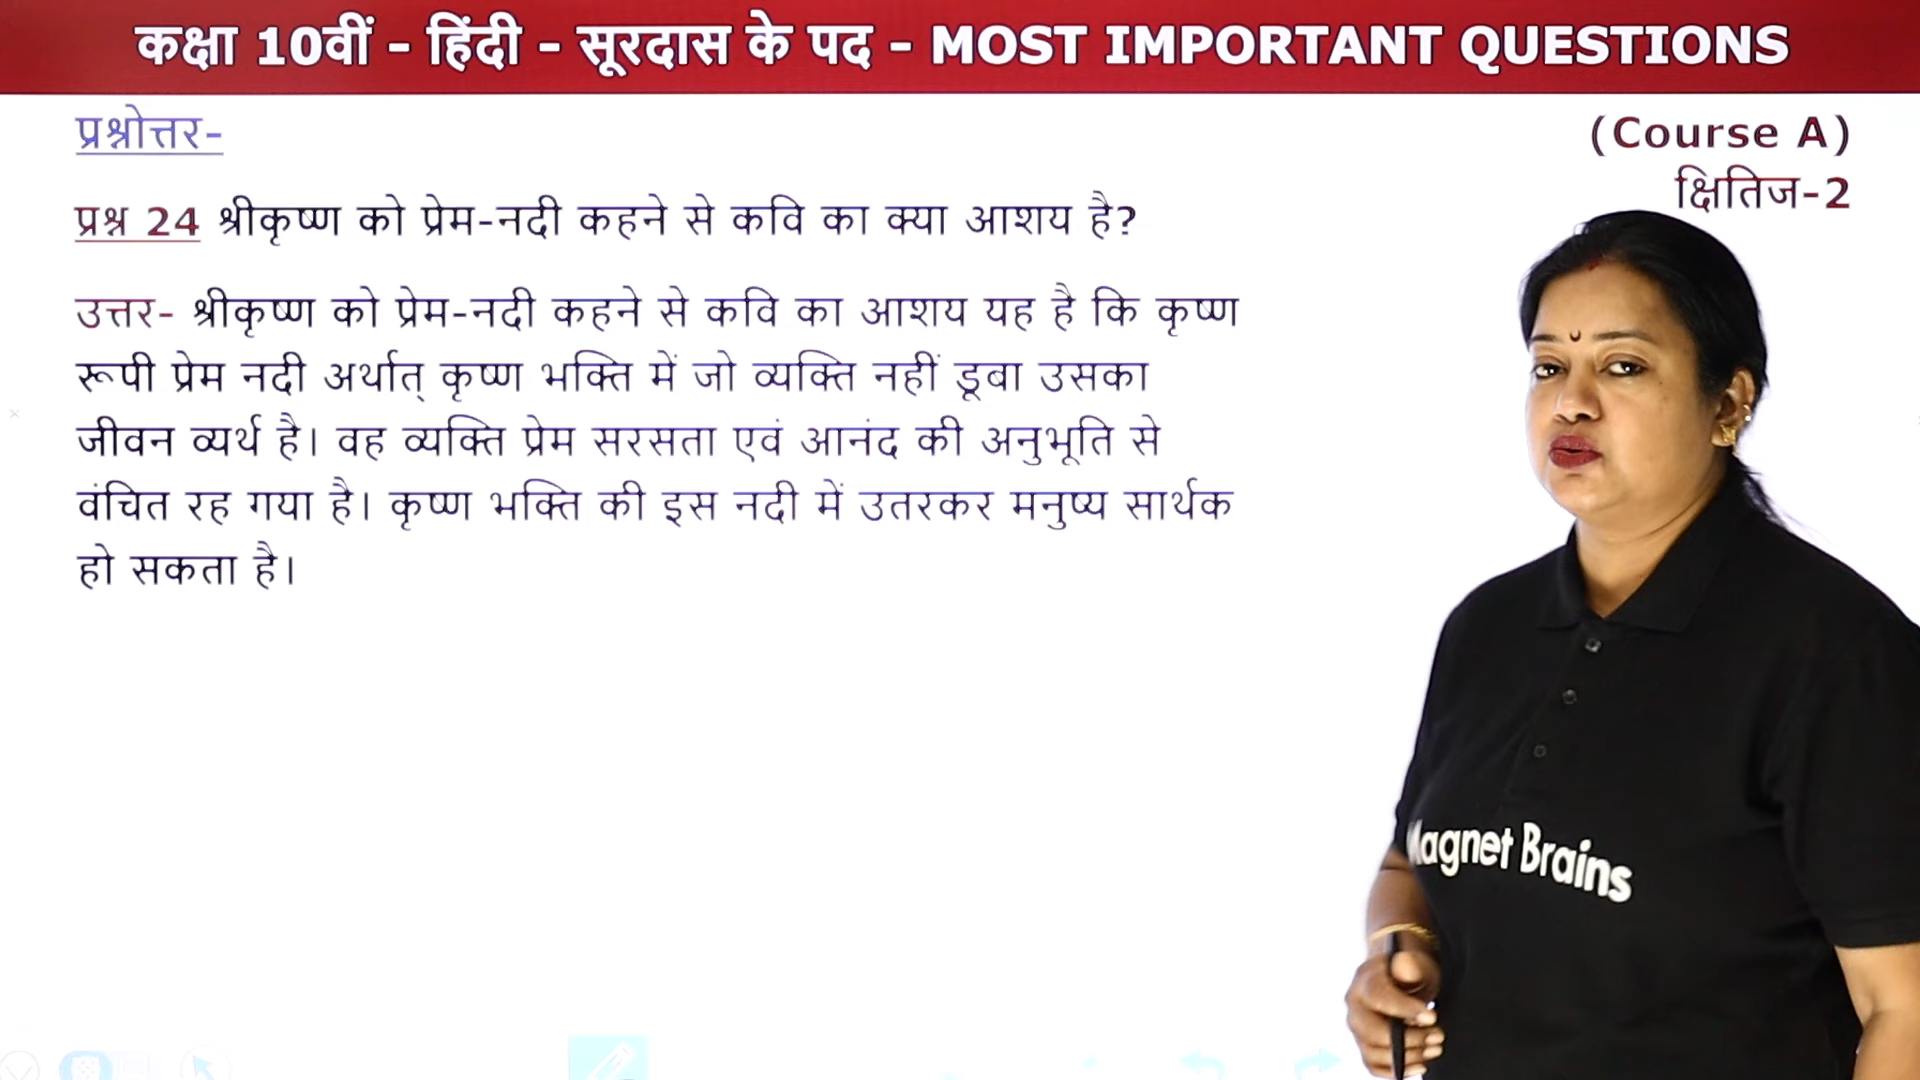 कक्षा 10वीं - हिंदी - सूरदास के पद - MOST IMPORTANT QUESTIONS
प्रश्नोत्तर-
(Course A)
क्षितिज-2
प्रश्न 24 श्रीकृष्ण को प्रेम-नदी कहने से कवि का क्या आशय है?
उत्तर- श्रीकृष्ण को प्रेम-नदी कहने से कवि का आशय यह है कि कृष्ण
रूपी प्रेम नदी अर्थात् कृष्ण भक्ति में जो व्यक्ति नहीं डूबा उसका
जीवन व्यर्थ है। वह व्यक्ति प्रेम सरसता एवं आनंद की अनुभूति से
वंचित रह गया है। कृष्ण भक्ति की इस नदी में उतरकर मनुष्य सार्थक
हो सकता है।
Magnet Brains